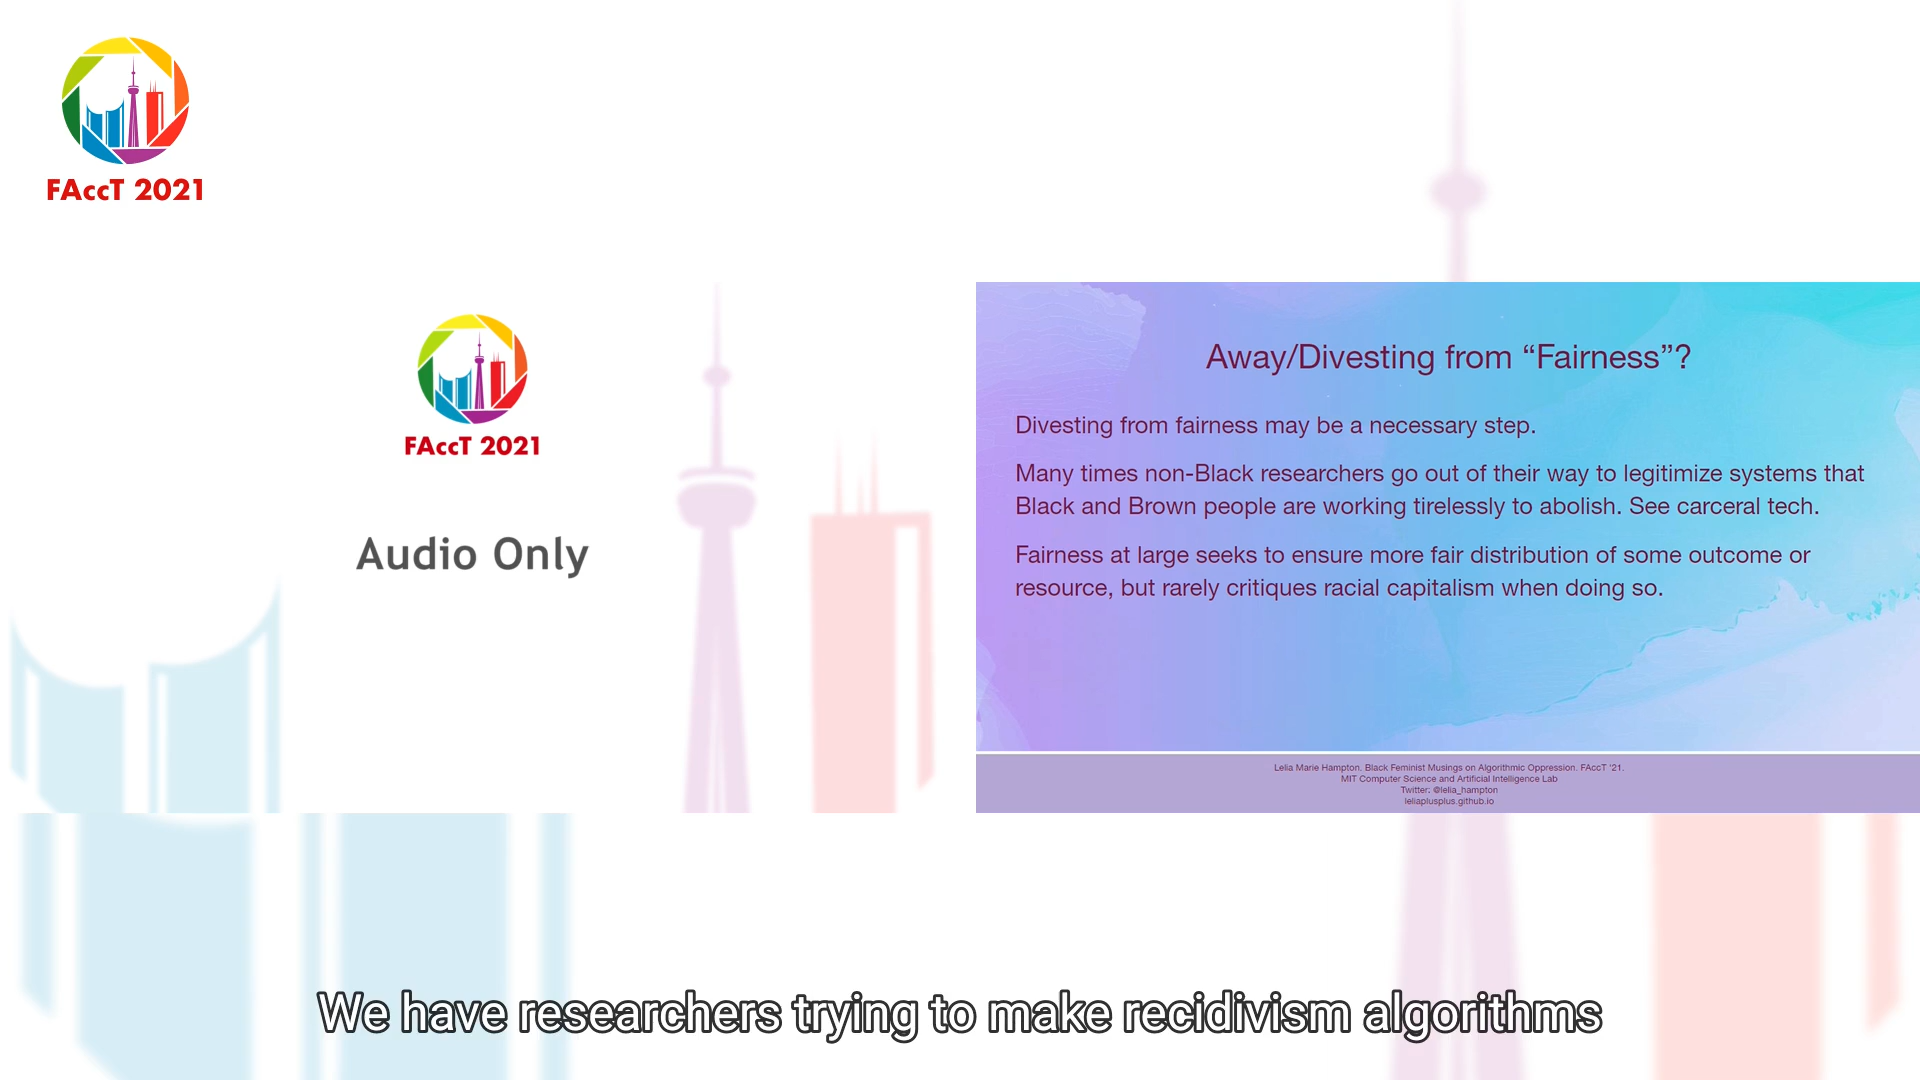 FAccT 2021
FAccT 2021
Audio Only
Away/Divesting from “Fairness”?
Divesting from fairness may be a necessary step.
Many times non-Black researchers go out of their way to legitimize systems that
Black and Brown people are working tirelessly to abolish. See carceral tech.
Fairness at large seeks to ensure more fair distribution of some outcome or
resource, but rarely critiques racial capitalism when doing so.
Lelia Marie Hampton. Black Feminist Musings on Algorithmic Oppression. FAccT '21.
MIT Computer Science and Artificial Intelligence Lab
Twitter: @lelia_hampton
leliaplusplus.github.io
We have researchers trying to make recidivism algorithms